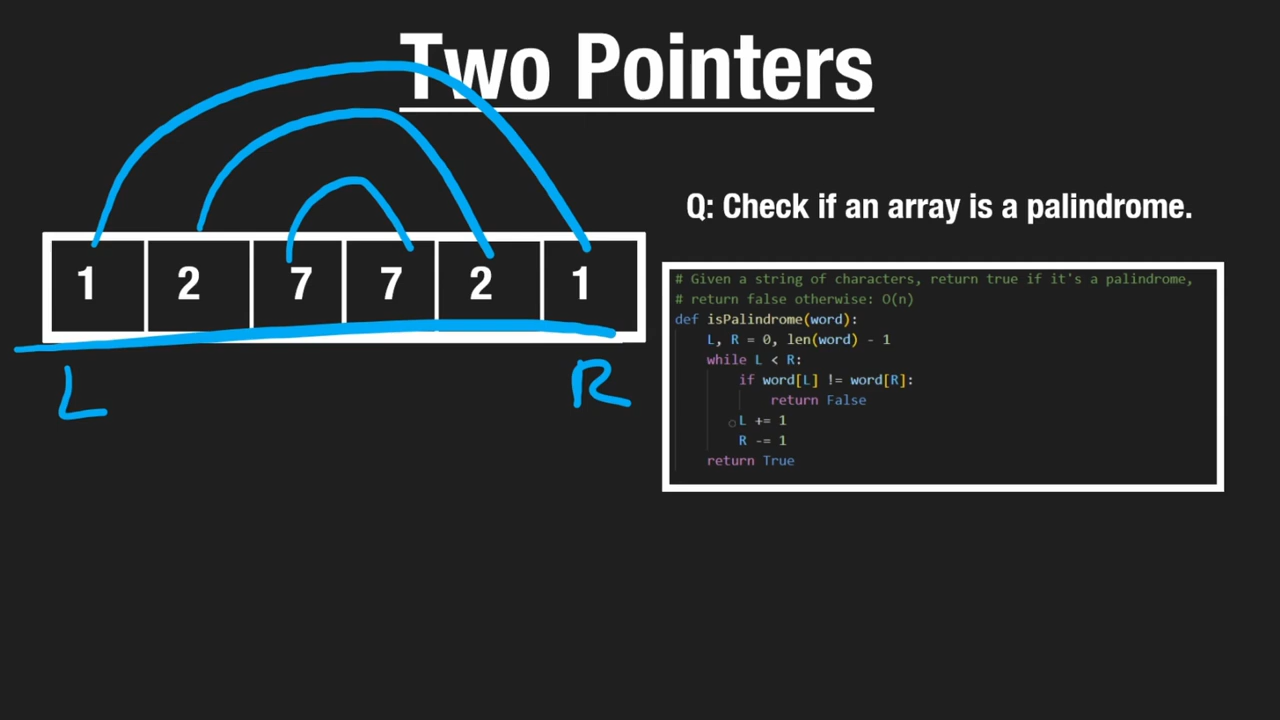 Two Pointers
Q: Check if an array is a palindrome.
1 2 7 7 2 1
L R
# Given a string of characters, return true if it's a palindrome,
# return false otherwise: O(n)
def isPalindrome(word):
    L, R = 0, len(word) - 1
    while L < R:
        if word[L] != word[R]:
            return False
        L += 1
        R -= 1
    return True